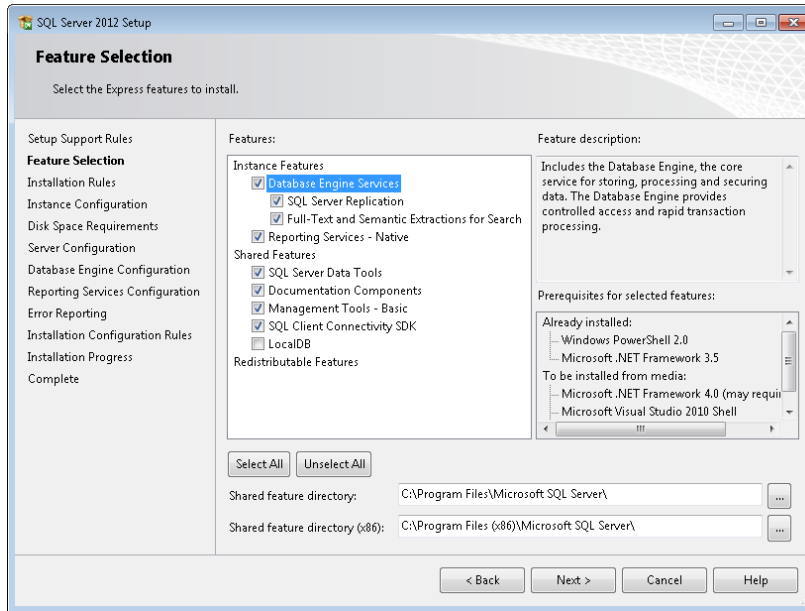 SQL Server 2012 Setup
Feature Selection
Select the Express features to install.
Setup Support Rules
Feature Selection
Installation Rules
Instance Configuration
Disk Space Requirements
Server Configuration
Database Engine Configuration
Reporting Services Configuration
Error Reporting
Installation Configuration Rules
Installation Progress
Complete
Features:
Instance Features
Database Engine Services
SQL Server Replication
Full-Text and Semantic Extractions for Search
Reporting Services - Native
Shared Features
SQL Server Data Tools
Documentation Components
Management Tools - Basic
SQL Client Connectivity SDK
LocalDB
Redistributable Features
Feature description:
Includes the Database Engine, the core
service for storing, processing and securing
data. The Database Engine provides
controlled access and rapid transaction
processing.
Prerequisites for selected features:
Already installed:
Windows PowerShell 2.0
Microsoft .NET Framework 3.5
To be installed from media:
Microsoft .NET Framework 4.0 (may requi
Microsoft Visual Studio 2010 Shell
Select All
Unselect All
Shared feature directory:
C:\Program Files\Microsoft SQL Server\
...
Shared feature directory (x86):
C:\Program Files (x86)\Microsoft SQL Server\
...
< Back
Next >
Cancel
Help